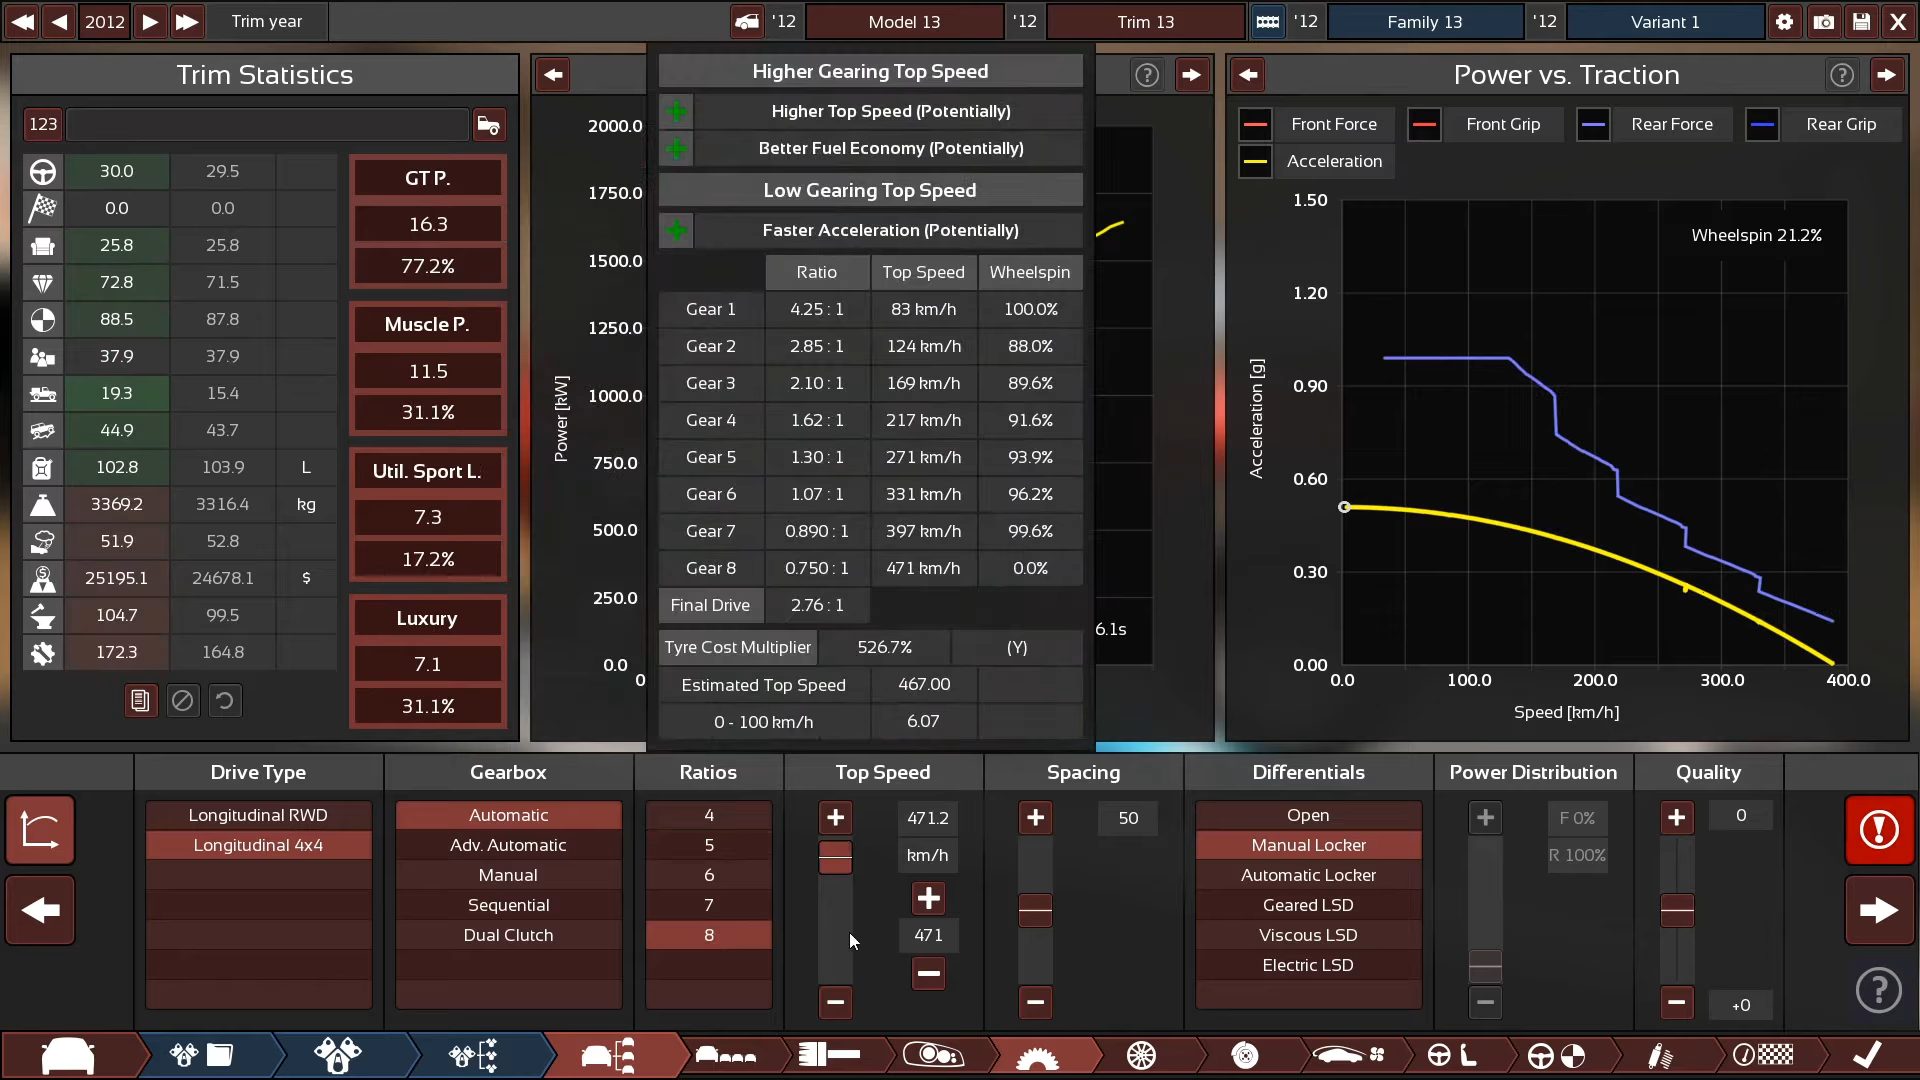 2012
Trim year
'12
Model 13
'12
Trim 13
'12
Family 13
'12
Variant 1
Trim Statistics
123
30.0 29.5
0.0 0.0
25.8 25.8
72.8 71.5
88.5 87.8
37.9 37.9
19.3 15.4
44.9 43.7
102.8 103.9 L
3369.2 3316.4 kg
51.9 52.8
25195.1 24678.1 $
104.7 99.5
172.3 164.8
GT P.
16.3
77.2%
Muscle P.
11.5
31.1%
Util. Sport L.
7.3
17.2%
Luxury
7.1
31.1%
Power [kW]
2000.0
1750.0
1500.0
1250.0
1000.0
750.0
500.0
250.0
0.0
0
6.1s
?
Higher Gearing Top Speed
Higher Top Speed (Potentially)
Better Fuel Economy (Potentially)
Low Gearing Top Speed
Faster Acceleration (Potentially)
Ratio Top Speed Wheelspin
Gear 1 4.25 : 1 83 km/h 100.0%
Gear 2 2.85 : 1 124 km/h 88.0%
Gear 3 2.10 : 1 169 km/h 89.6%
Gear 4 1.62 : 1 217 km/h 91.6%
Gear 5 1.30 : 1 271 km/h 93.9%
Gear 6 1.07 : 1 331 km/h 96.2%
Gear 7 0.890 : 1 397 km/h 99.6%
Gear 8 0.750 : 1 471 km/h 0.0%
Final Drive 2.76 : 1
Tyre Cost Multiplier 526.7% (Y)
Estimated Top Speed 467.00
0 - 100 km/h 6.07
Power vs. Traction
?
Front Force
Front Grip
Rear Force
Rear Grip
Acceleration
Wheelspin 21.2%
Acceleration [g]
1.50
1.20
0.90
0.60
0.30
0.00
0.0 100.0 200.0 300.0 400.0
Speed [km/h]
Drive Type
Longitudinal RWD
Longitudinal 4x4
Gearbox
Automatic
Adv. Automatic
Manual
Sequential
Dual Clutch
Ratios
4
5
6
7
8
Top Speed
471.2
km/h
471
Spacing
50
Differentials
Open
Manual Locker
Automatic Locker
Geared LSD
Viscous LSD
Electric LSD
Power Distribution
F 0%
R 100%
Quality
0
+0
?